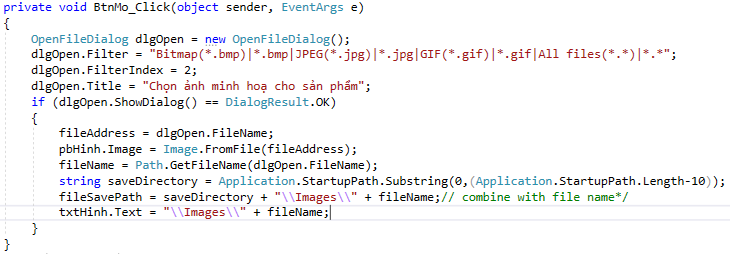 private void BtnMo_Click(object sender, EventArgs e)
{
OpenFileDialog dlgOpen = new OpenFileDialog();
dlgOpen.Filter = "Bitmap(*.bmp)|*.bmp|JPEG(*.jpg)|*.jpg|GIF(*.gif)|*.gif|All files(*.*)|*.*";
dlgOpen.FilterIndex = 2;
dlgOpen.Title = "Chọn ảnh minh hoạ cho sản phẩm";
if (dlgOpen.ShowDialog() == DialogResult.OK)
{
fileAddress = dlgOpen.FileName;
pbHinh.Image = Image.FromFile(fileAddress);
fileName = Path.GetFileName(dlgOpen.FileName);
string saveDirectory = Application.StartupPath.Substring(0,(Application.StartupPath.Length-10));
fileSavePath = saveDirectory + "\\Images\\" + fileName;// combine with file name*/
txtHinh.Text = "\\Images\\" + fileName;
}
}